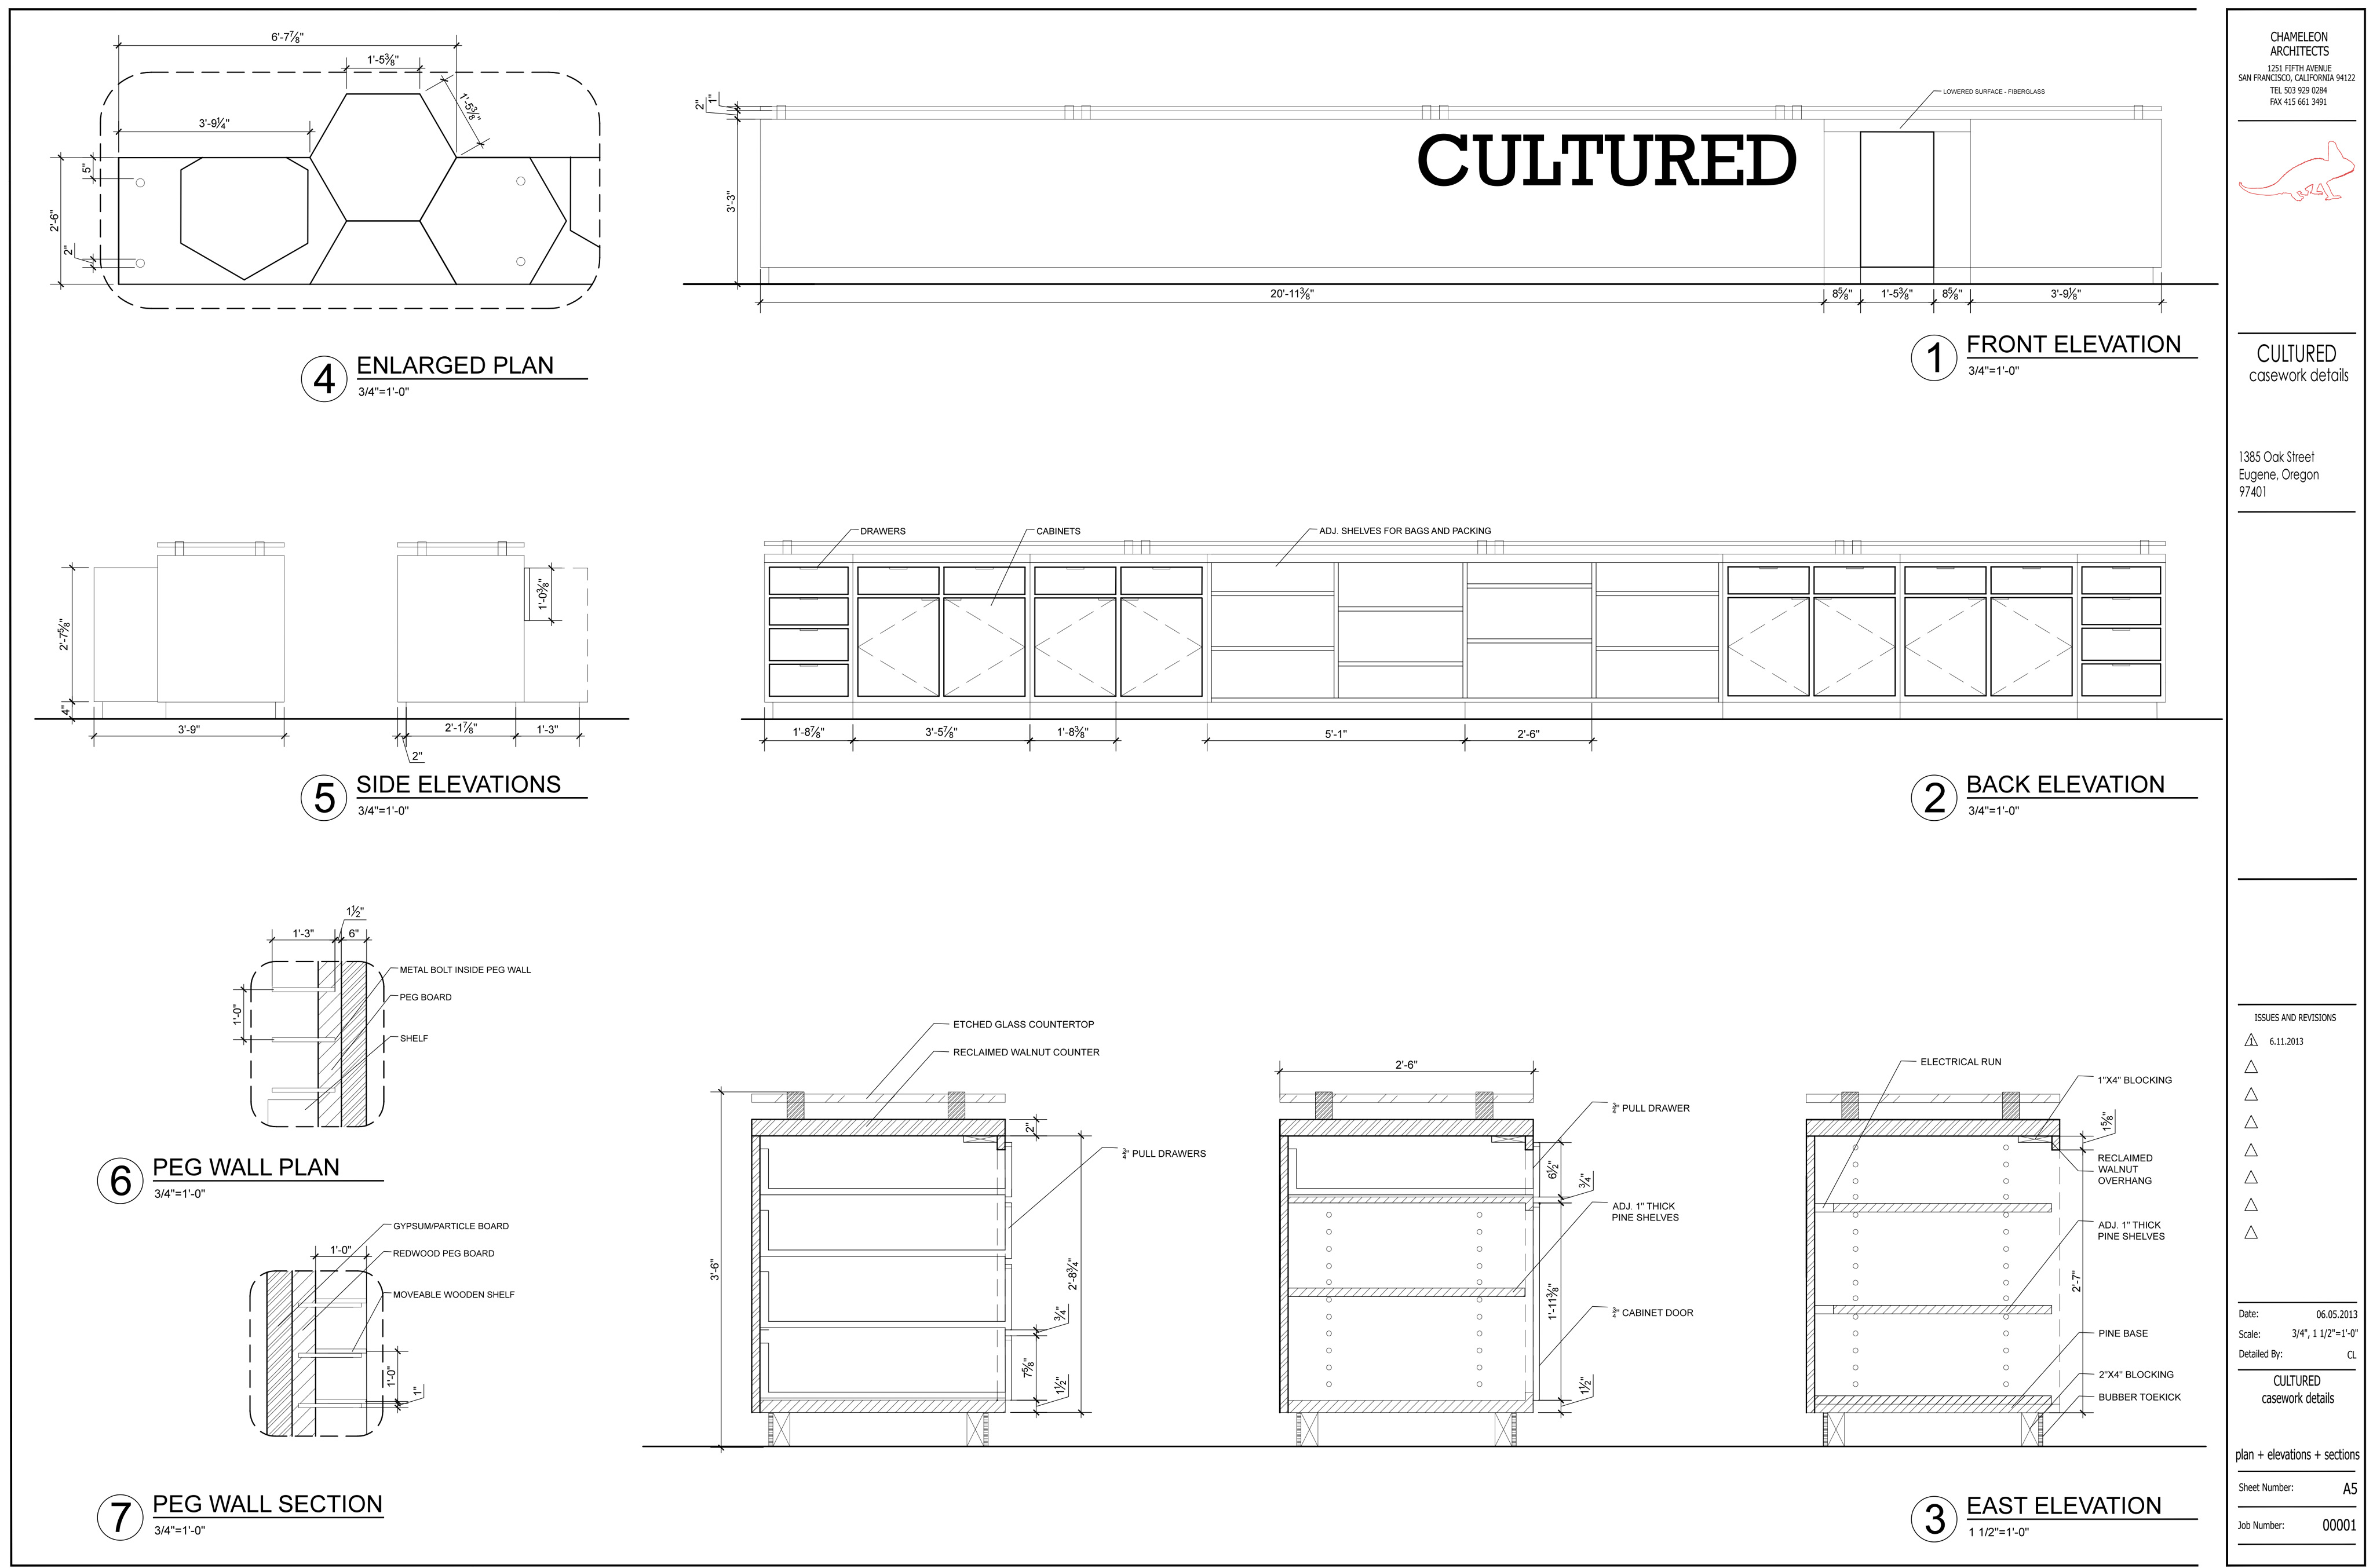 6'-7⅞"
1'-5⅜"
1'-5⅜"
3'-9¼"
5"
2'-6"
2"
4
ENLARGED PLAN
3/4"=1'-0"
2"
1"
3'-3"
LOWERED SURFACE - FIBERGLASS
CULTURED
20'-11⅜"
8⅝"
1'-5⅜"
8⅝"
3'-9⅛"
1
FRONT ELEVATION
3/4"=1'-0"
2'-7⅝"
4"
3'-9"
1'-0⅜"
2'-1⅞"
1'-3"
2"
5
SIDE ELEVATIONS
3/4"=1'-0"
DRAWERS
CABINETS
ADJ. SHELVES FOR BAGS AND PACKING
1'-8⅞"
3'-5⅞"
1'-8⅜"
5'-1"
2'-6"
2
BACK ELEVATION
3/4"=1'-0"
1½"
1'-3"
6"
1'-0"
METAL BOLT INSIDE PEG WALL
PEG BOARD
SHELF
6
PEG WALL PLAN
3/4"=1'-0"
GYPSUM/PARTICLE BOARD
REDWOOD PEG BOARD
MOVEABLE WOODEN SHELF
1'-0"
1'-0"
1"
7
PEG WALL SECTION
3/4"=1'-0"
ETCHED GLASS COUNTERTOP
RECLAIMED WALNUT COUNTER
¾" PULL DRAWERS
3'-6"
2"
2'-8¾"
¾"
7⅝"
1½"
2'-6"
¾" PULL DRAWER
6½"
¾"
ADJ. 1" THICK
PINE SHELVES
1'-11⅜"
¾" CABINET DOOR
1½"
ELECTRICAL RUN
1"X4" BLOCKING
1⅝"
RECLAIMED
WALNUT
OVERHANG
ADJ. 1" THICK
PINE SHELVES
2'-7"
PINE BASE
2"X4" BLOCKING
BUBBER TOEKICK
3
EAST ELEVATION
1 1/2"=1'-0"
CHAMELEON
ARCHITECTS
1251 FIFTH AVENUE
SAN FRANCISCO, CALIFORNIA 94122
TEL 503 929 0284
FAX 415 661 3491
CULTURED
casework details
1385 Oak Street
Eugene, Oregon
97401
ISSUES AND REVISIONS
1 6.11.2013
Date: 06.05.2013
Scale: 3/4", 1 1/2"=1'-0"
Detailed By: CL
CULTURED
casework details
plan + elevations + sections
Sheet Number: A5
Job Number: 00001